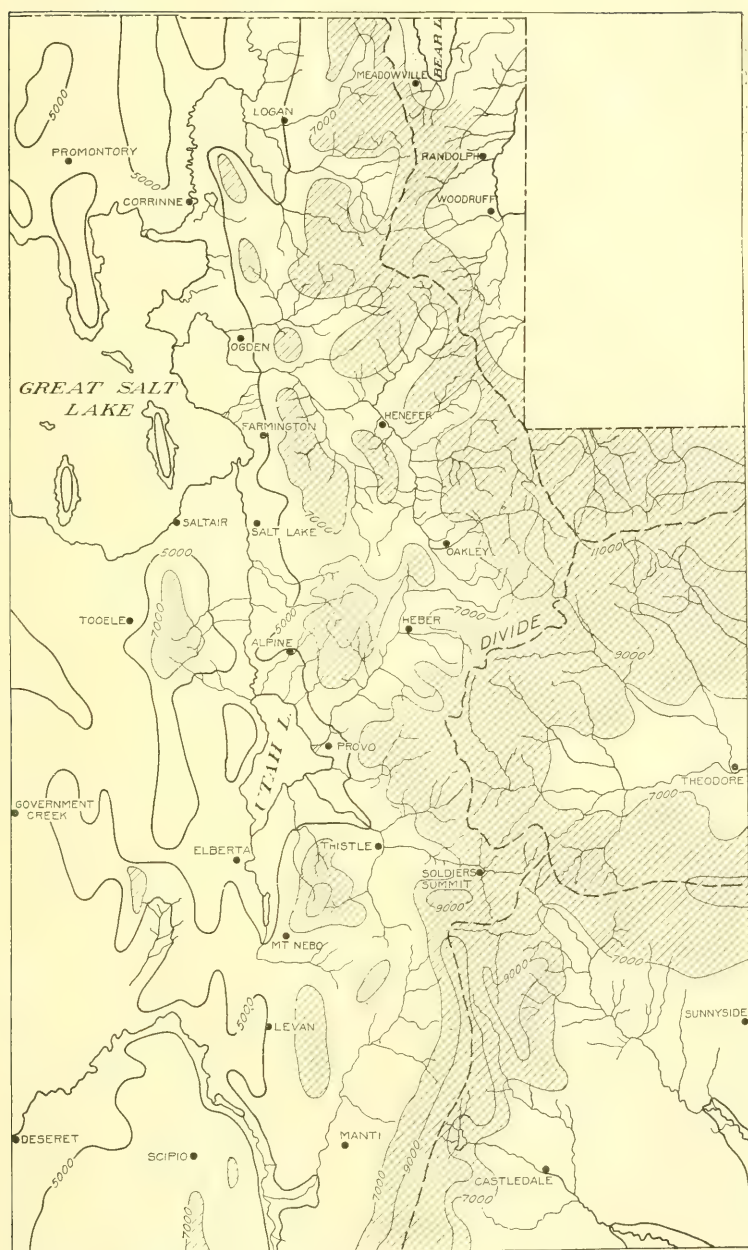 BEAR L.
MEADOWVILLE
5000
LOGAN
7000
5000
PROMONTORY
RANDOLPH
CORRINNE
WOODRUFF
OGDEN
GREAT SALT
LAKE
HENEFER
FARMINGTON
7000
SALTAIR
SALT LAKE
OAKLEY
11000
5000
7000
TOOELE
7000
5000
HEBER
DIVIDE
ALPINE
9000
UTAH L.
PROVO
THEODORE
7000
GOVERNMENT
CREEK
ELBERTA
THISTLE
SOLDIERS
SUMMIT
9000
MT NEBO
7000
9000
9000
SUNNYSIDE
5000
LEVAN
DESERET
MANTI
SCIPIO
5000
7000
9000
CASTLEDALE
7000
7000